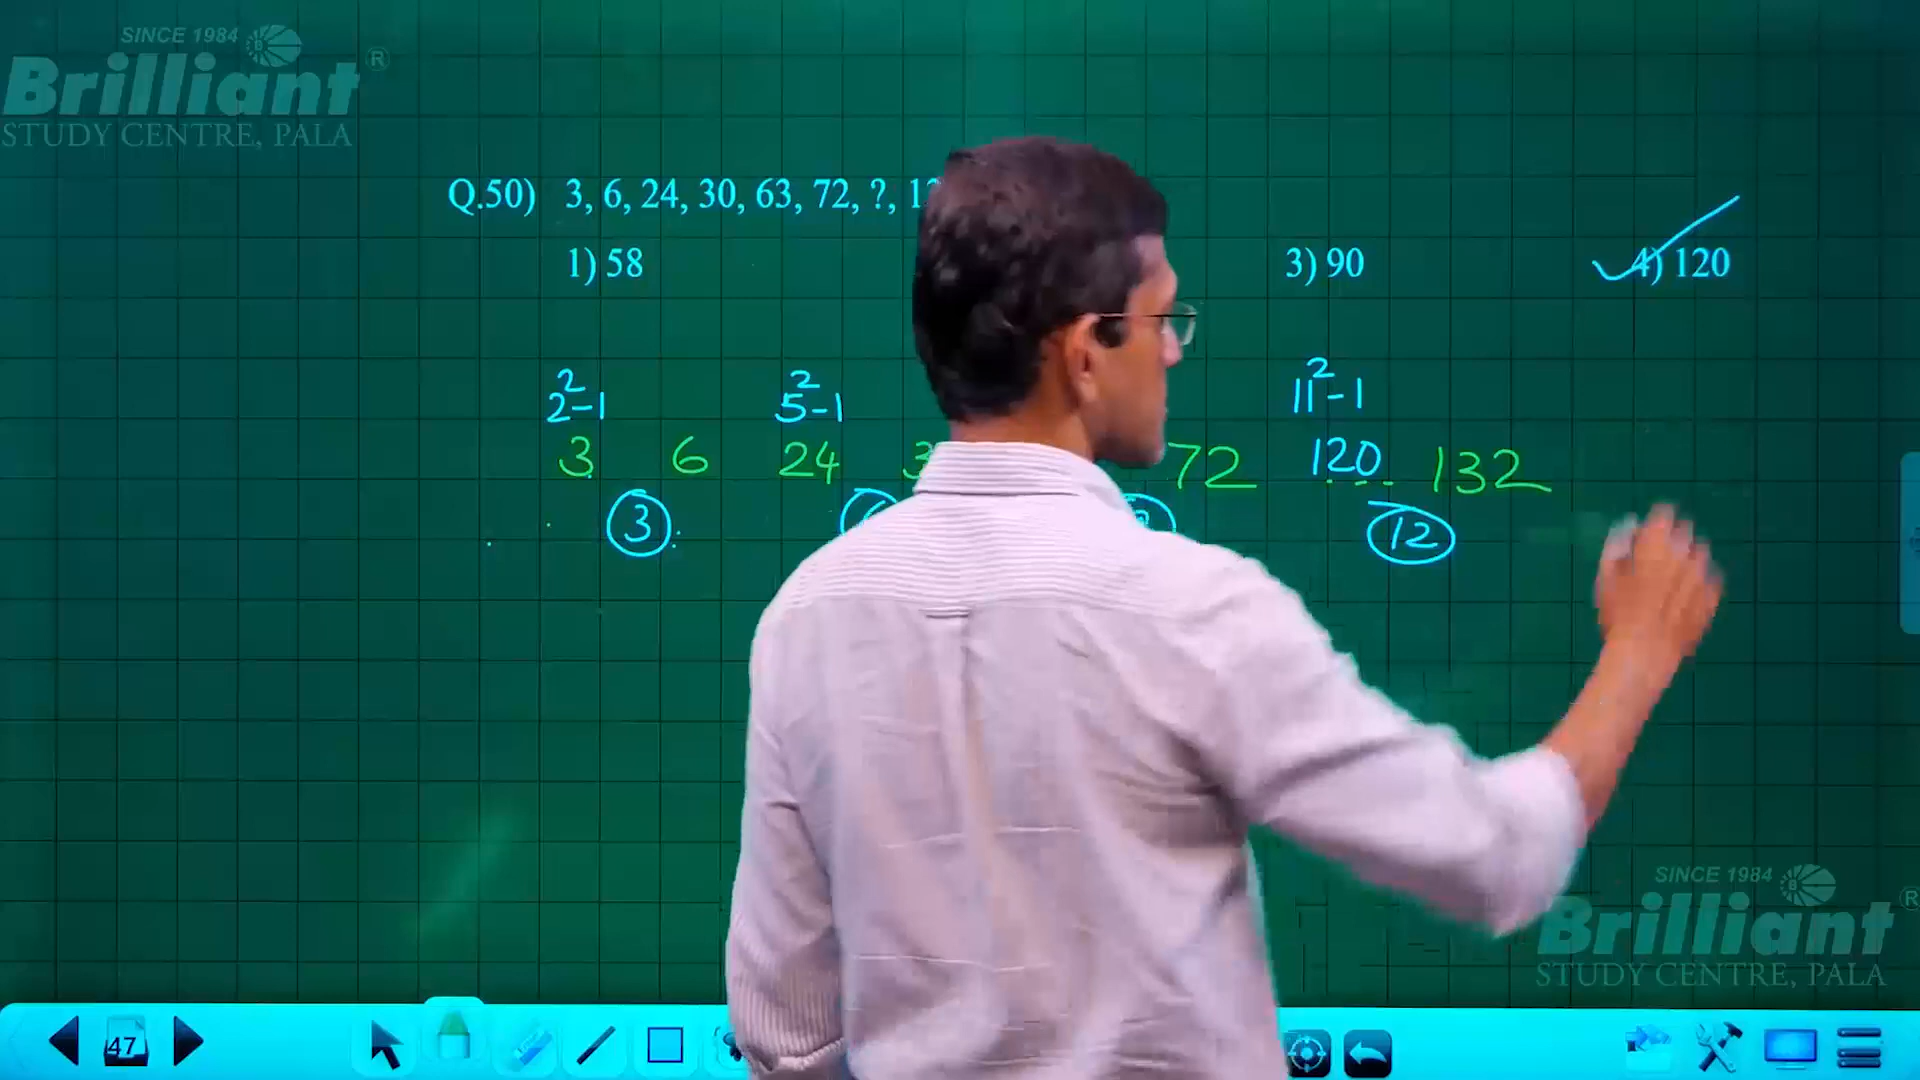 SINCE 1984
Brilliant ®
STUDY CENTRE, PALA
Q.50) 3, 6, 24, 30, 63, 72, ?,
1) 58 3) 90 4) 120
2²-1 5²-1 11²-1
3 6 24 72 120 132
3 12
SINCE 1984
Brilliant ®
STUDY CENTRE, PALA
47